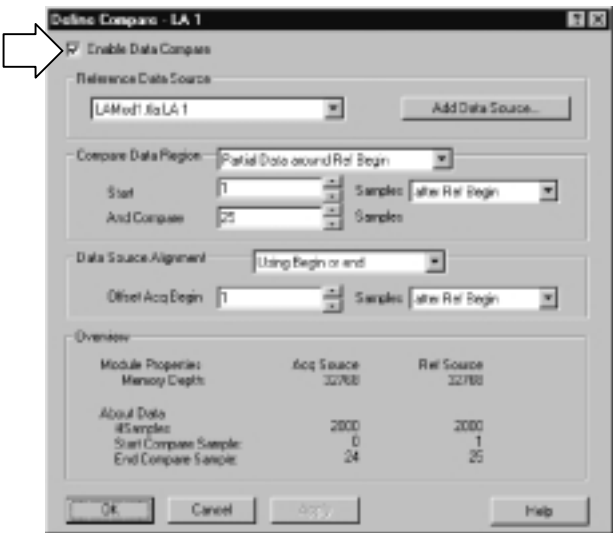 Define Compare - LA 1
Enable Data Compare
Reference Data Source
LAMod1.tla:LA 1
Add Data Source...
Compare Data Region
Partial Data around Ref Begin
Start
1
Samples
after Ref Begin
And Compare
25
Samples
Data Source Alignment
Using Begin or end
Offset Acq Begin
1
Samples
after Ref Begin
Overview
Module Properties Acq Source Ref Source
Memory Depth: 32768 32768
About Data
#Samples 2000 2000
Start Compare Sample: 0 1
End Compare Sample: 24 25
OK
Cancel
Apply
Help